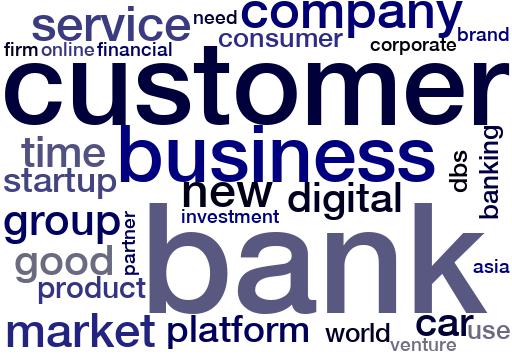 service need company
consumer brand
firm online financial corporate
customer
time business
startup new digital dbs banking
group partner investment
good bank asia
product
market platform world car use
venture